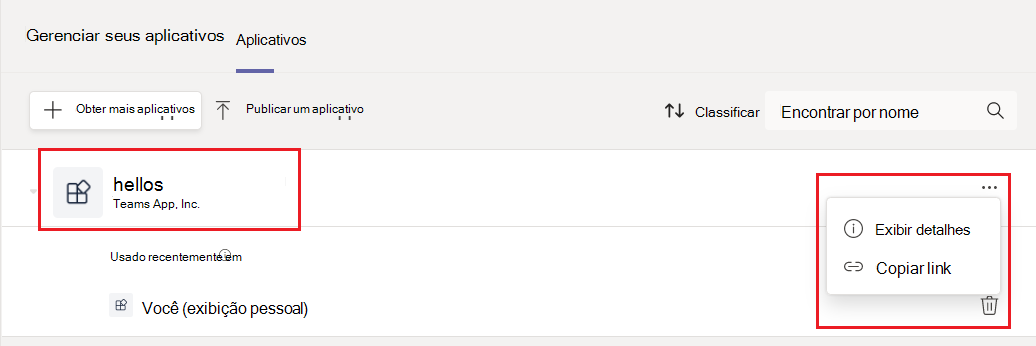 Gerenciar seus aplicativos Aplicativos
Obter mais aplicativos Publicar um aplicativo Classificar Encontrar por nome
hellos
Teams App, Inc.
Exibir detalhes
Usado recentemente em
Copiar link
Você (exibição pessoal)